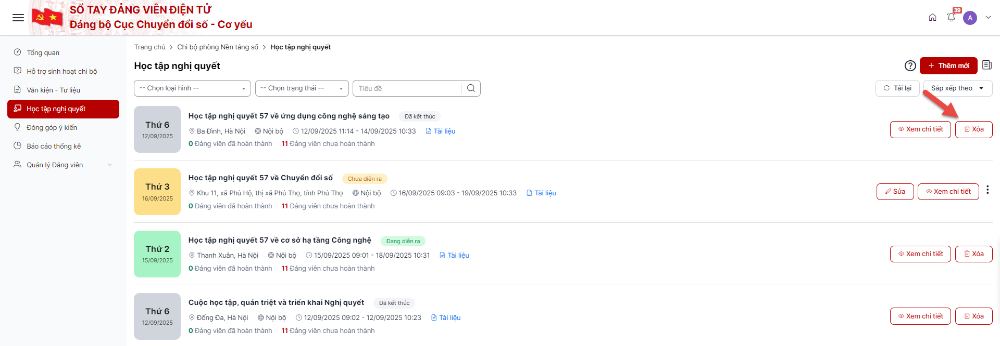 SỔ TAY ĐẢNG VIÊN ĐIỆN TỬ
Đảng bộ Cục Chuyển đổi số - Cơ yếu
39
A
Tổng quan
Hỗ trợ sinh hoạt chi bộ
Văn kiện - Tư liệu
Học tập nghị quyết
Đóng góp ý kiến
Báo cáo thống kê
Quản lý Đảng viên
Trang chủ > Chi bộ phòng Nền tảng số > Học tập nghị quyết
Học tập nghị quyết
? + Thêm mới
-- Chọn loại hình -- -- Chọn trạng thái -- Tiêu đề
Tải lại Sắp xếp theo
Thứ 6
12/09/2025
Học tập nghị quyết 57 về ứng dụng công nghệ sáng tạo Đã kết thúc
Ba Đình, Hà Nội Nội bộ 12/09/2025 11:14 - 14/09/2025 10:33 Tài liệu
0 Đảng viên đã hoàn thành 11 Đảng viên chưa hoàn thành
Xem chi tiết Xóa
Thứ 3
16/09/2025
Học tập nghị quyết 57 về Chuyển đổi số Chưa diễn ra
Khu 11, xã Phú Hộ, thị xã Phú Thọ, tỉnh Phú Thọ Nội bộ 16/09/2025 09:03 - 19/09/2025 10:33 Tài liệu
0 Đảng viên đã hoàn thành 11 Đảng viên chưa hoàn thành
Sửa Xem chi tiết
Thứ 2
15/09/2025
Học tập nghị quyết 57 về cơ sở hạ tầng Công nghệ Đang diễn ra
Thanh Xuân, Hà Nội Nội bộ 15/09/2025 09:01 - 18/09/2025 10:31 Tài liệu
0 Đảng viên đã hoàn thành 11 Đảng viên chưa hoàn thành
Xem chi tiết Xóa
Thứ 6
12/09/2025
Cuộc học tập, quán triệt và triển khai Nghị quyết Đã kết thúc
Đống Đa, Hà Nội Nội bộ 12/09/2025 09:02 - 12/09/2025 10:23 Tài liệu
0 Đảng viên đã hoàn thành 11 Đảng viên chưa hoàn thành
Xem chi tiết Xóa